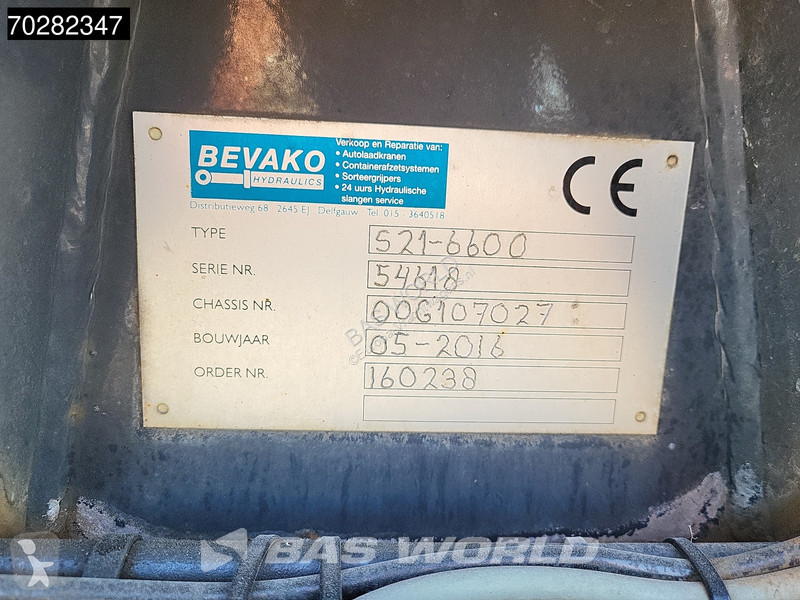 70282347
BEVAKO
HYDRAULICS
Verkoop en Reparatie van:
• Autolaadkranen
• Containerafzetsystemen
• Sorteergrijpers
• 24 uurs Hydraulische
slangen service
Distributieweg 68 2645 EJ Delfgauw Tel. 015 - 3640518
CE
TYPE 521-6600
SERIE NR. 54618
CHASSIS NR. 00G107027
BOUWJAAR 05-2016
ORDER NR. 160238
BAS WORLD
BAS WORLD